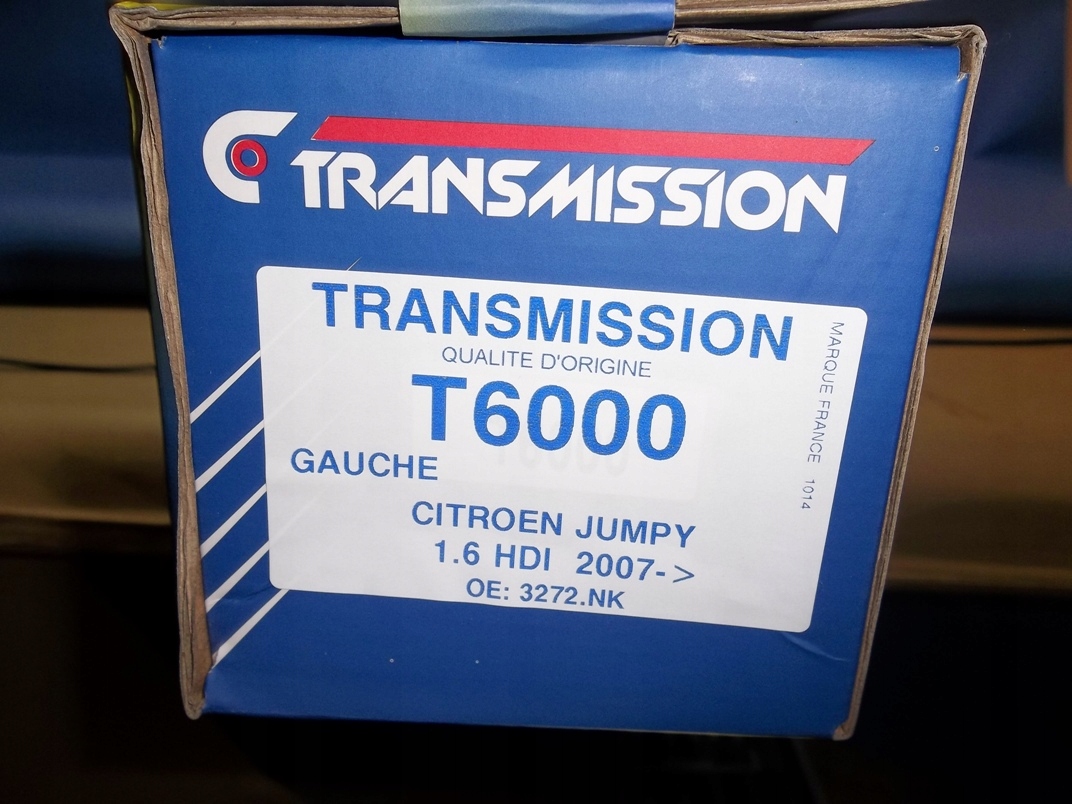 TRANSMISSION
TRANSMISSION
QUALITE D'ORIGINE
T6000
GAUCHE
CITROEN JUMPY
1.6 HDI 2007->
OE: 3272.NK
MARQUE FRANCE 1014